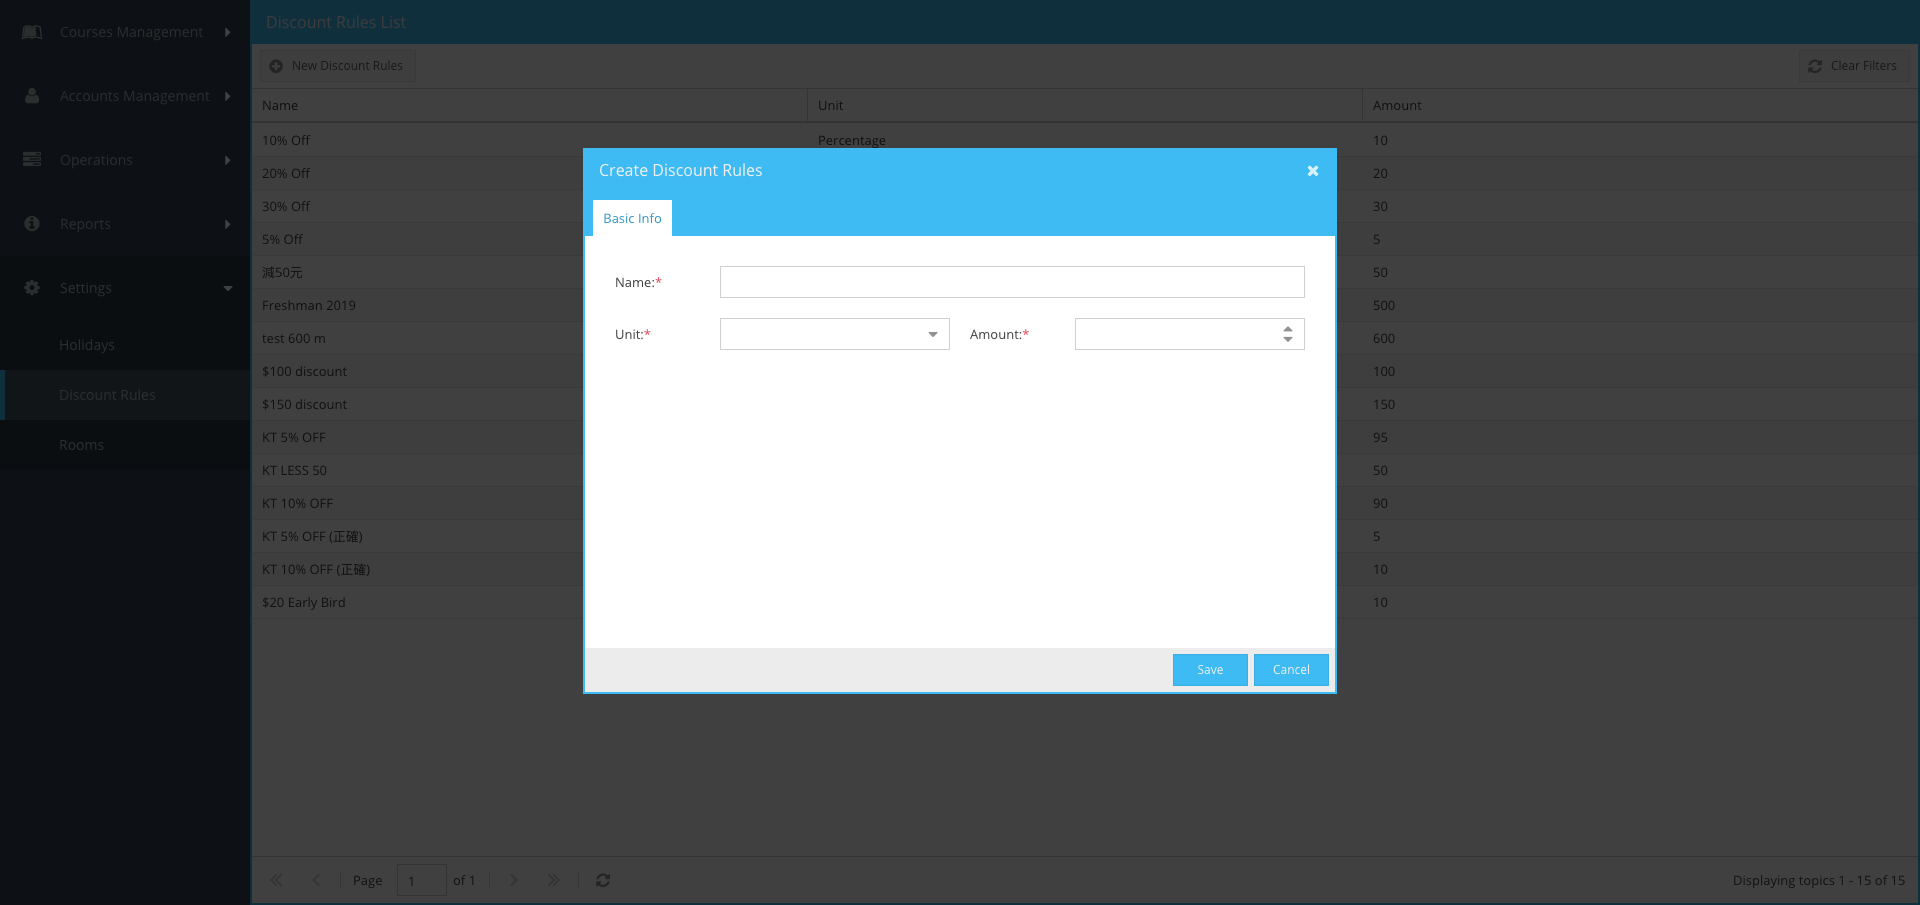 Courses Management
Accounts Management
Operations
Reports
Settings
Holidays
Discount Rules
Rooms
Discount Rules List
New Discount Rules
Clear Filters
Name Unit Amount
10% Off Percentage 10
20% Off 20
30% Off 30
5% Off 5
減50元 50
Freshman 2019 500
test 600 m 600
$100 discount 100
$150 discount 150
KT 5% OFF 95
KT LESS 50 50
KT 10% OFF 90
KT 5% OFF (正確) 5
KT 10% OFF (正確) 10
$20 Early Bird 10
Create Discount Rules
Basic Info
Name:*
Unit:* Amount:*
Save Cancel
Page 1 of 1
Displaying topics 1 - 15 of 15